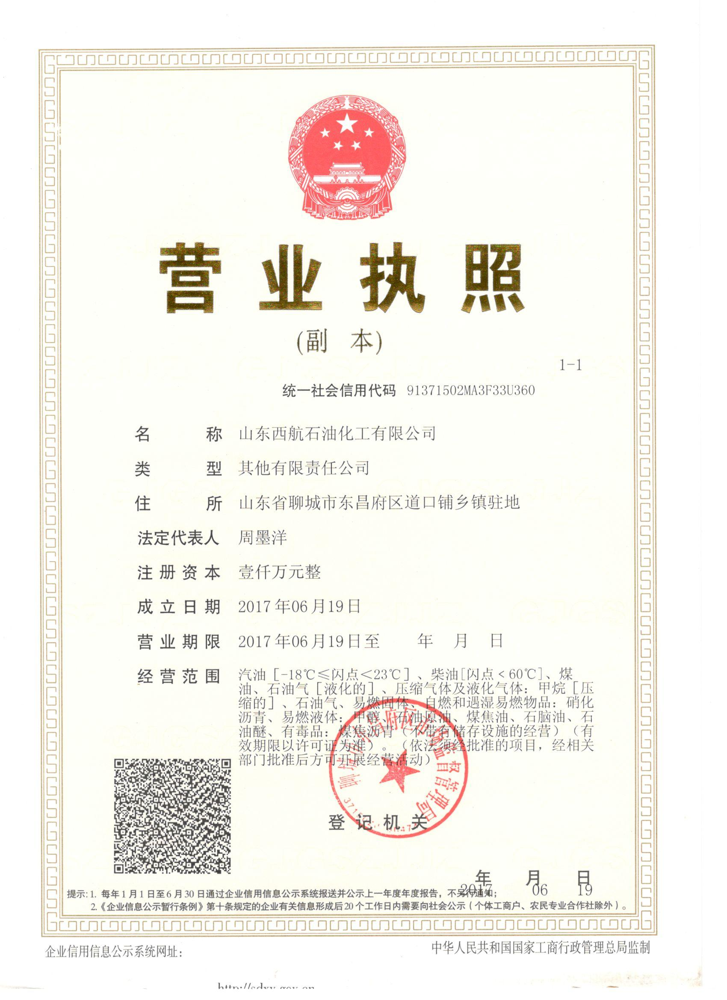 营业执照
(副 本)
1-1
统一社会信用代码 91371502MA3F33U360
名 称 山东西航石油化工有限公司
类 型 其他有限责任公司
住 所 山东省聊城市东昌府区道口铺乡镇驻地
法定代表人 周墨洋
注册资本 壹仟万元整
成立日期 2017年06月19日
营业期限 2017年06月19日至 年 月 日
经营范围 汽油[-18℃≤闪点<23℃]、柴油[闪点<60℃]、煤
油、石油气[液化的]、压缩气体及液化气体：甲烷[压
缩的]、石油气、易燃固体、自燃和遇湿易燃物品：硝化
沥青、易燃液体：甲醇、石油原油、煤焦油、石脑油、石
油醚、有毒品：煤焦沥青（不带有储存设施的经营）（有
效期限以许可证为准）。（依法须经批准的项目，经相关
部门批准后方可开展经营活动）
聊城市东昌府区市场监督管理局
登记机关
年 月 日
2017 06 19
提示：1. 每年1月1日至6月30日通过企业信用信息公示系统报送并公示上一年度年度报告，不另行通知；
2.《企业信息公示暂行条例》第十条规定的企业有关信息形成后20个工作日内需要向社会公示（个体工商户、农民专业合作社除外）。
企业信用信息公示系统网址：
中华人民共和国国家工商行政管理总局监制
http://sdxy.gov.cn